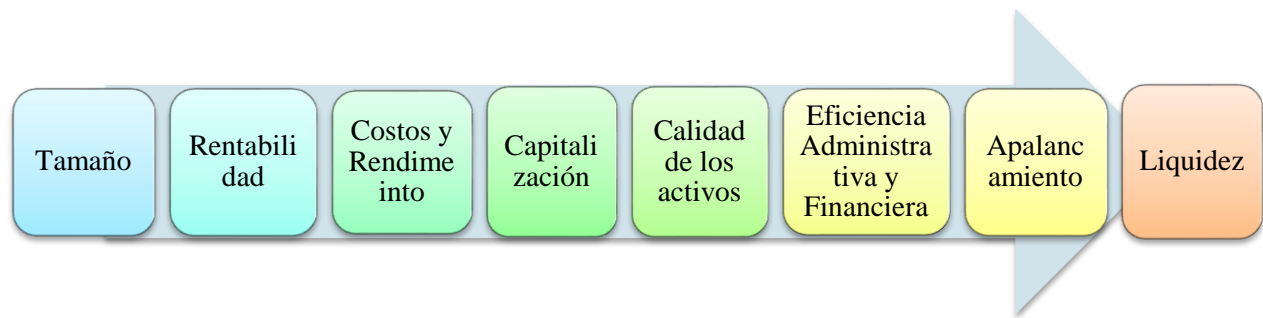 Tamaño
Rentabili
dad
Costos y
Rendime
into
Capitali
zación
Calidad
de los
activos
Eficiencia
Administra
tiva y
Financiera
Apalanc
amiento
Liquidez